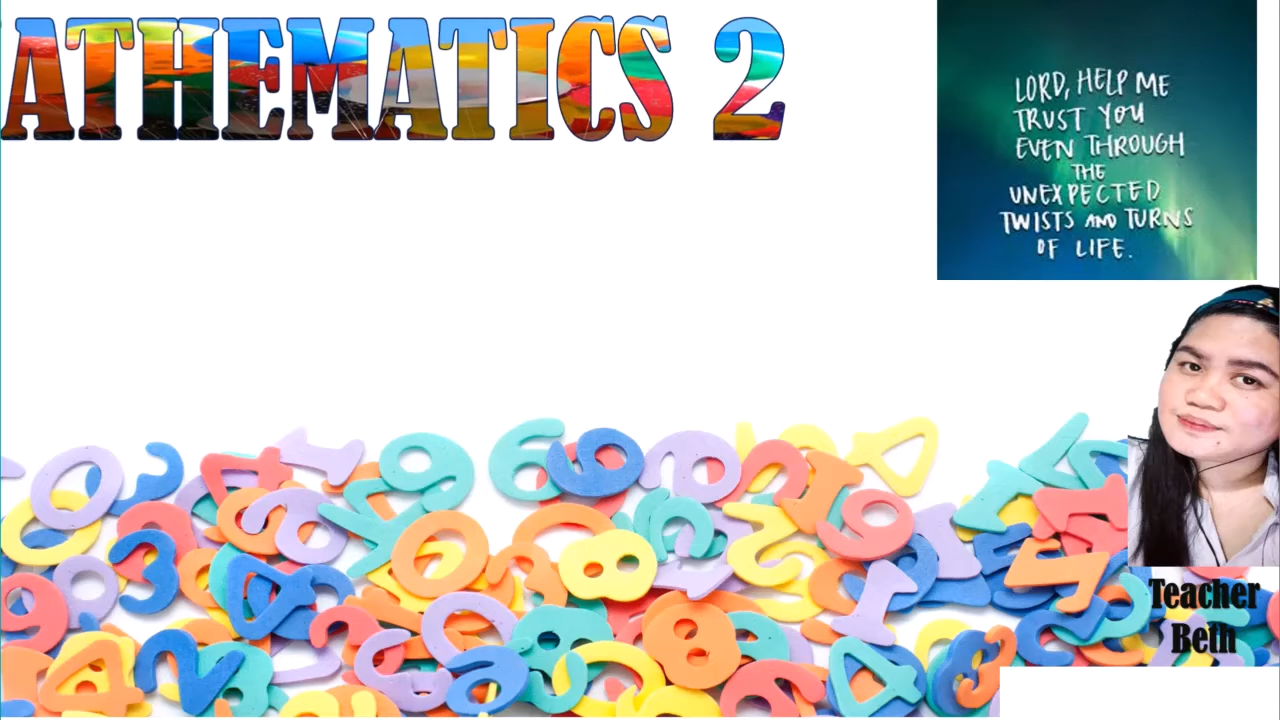 ATHEMATICS 2
LORD, HELP ME
TRUST YOU
EVEN THROUGH
THE
UNEXPECTED
TWISTS AND TURNS
OF LIFE.
Teacher
Beth